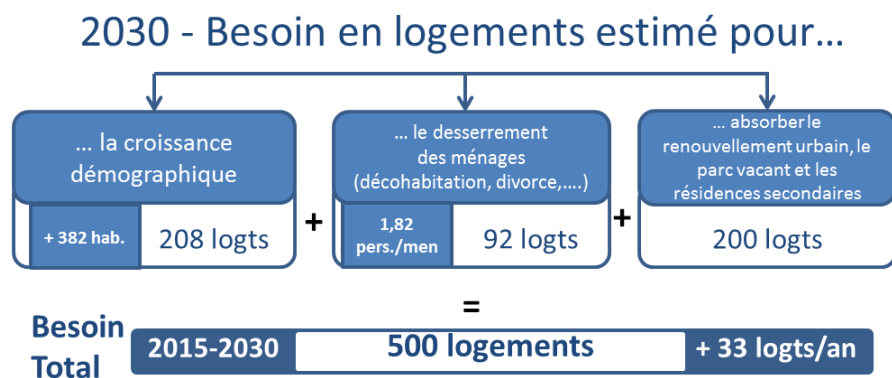 2030 - Besoin en logements estimé pour...
... la croissance
démographique
+ 382 hab.
208 logts
+
... le desserrement
des ménages
(décohabitation, divorce,....)
1,82
pers./men
92 logts
+
... absorber le
renouvellement urbain, le
parc vacant et les
résidences secondaires
200 logts
=
Besoin
Total
2015-2030
500 logements
+ 33 logts/an